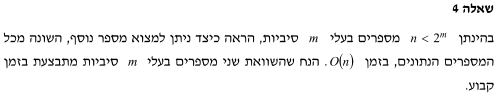 שאלה 4
בהינתן n < 2^m מספרים בעלי m סיביות, הראה כיצד ניתן למצוא מספר נוסף, השונה מכל
המספרים הנתונים, בזמן O(n). הנח שהשוואת שני מספרים בעלי m סיביות מתבצעת בזמן
קבוע.